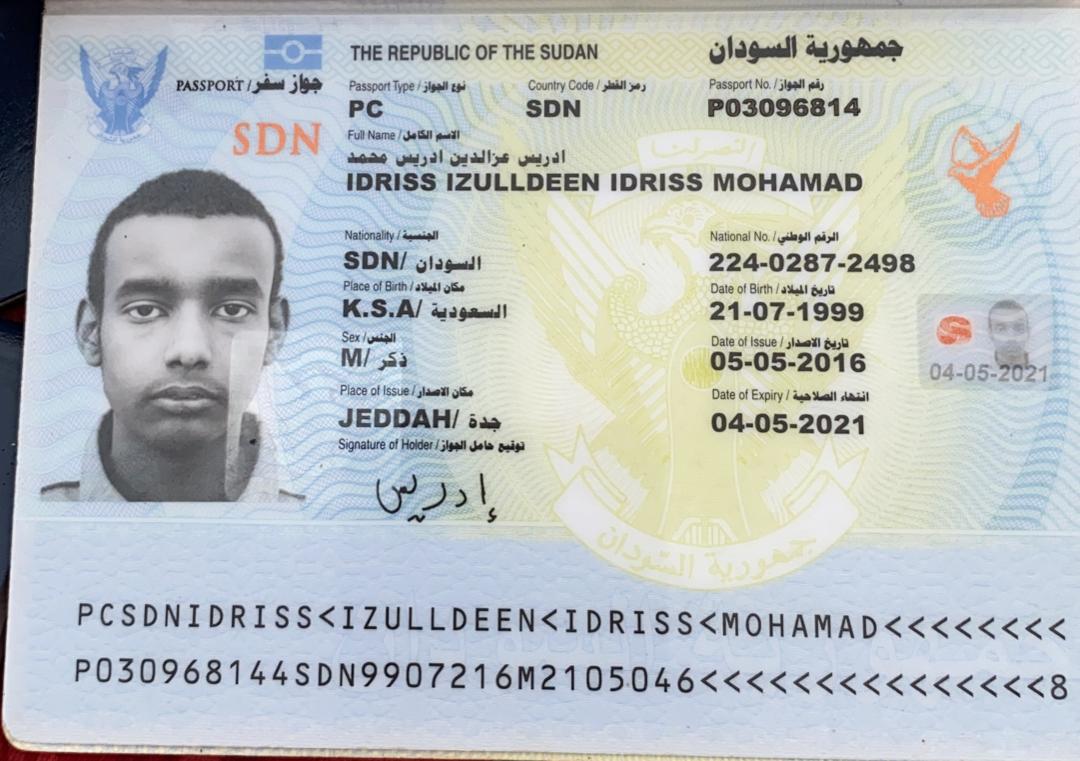 THE REPUBLIC OF THE SUDAN جمهورية السودان
PASSPORT / جواز سفر
SDN
Passport Type / نوع الجواز Country Code / رمز القطر Passport No. / رقم الجواز
PC SDN P03096814
Full Name / الاسم الكامل
ادريس عزالدين ادريس محمد
IDRISS IZULLDEEN IDRISS MOHAMAD
Nationality / الجنسية National No. / الرقم الوطني
SDN/ السودان 224-0287-2498
Place of Birth / مكان الميلاد Date of Birth / تاريخ الميلاد
K.S.A/ السعودية 21-07-1999
Sex / الجنس Date of Issue / تاريخ الاصدار
M/ ذكر 05-05-2016
Place of Issue / مكان الاصدار Date of Expiry / انتهاء الصلاحية
JEDDAH/ جدة 04-05-2021
04-05-2021
Signature of Holder / توقيع حامل الجواز
إدريس
النصر لنا
جمهورية السودان
PCSDNIDRISS<IZULLDEEN<IDRISS<MOHAMAD<<<<<<<<
P030968144SDN9907216M2105046<<<<<<<<<<<<<<<8